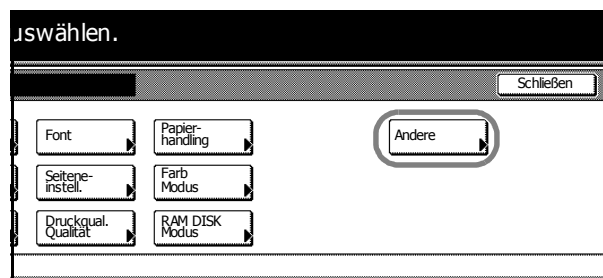 uswählen.
Schließen
Font
Papier-
handling
Andere
Seitene-
instell.
Farb
Modus
Druckqual.
Qualität
RAM DISK
Modus